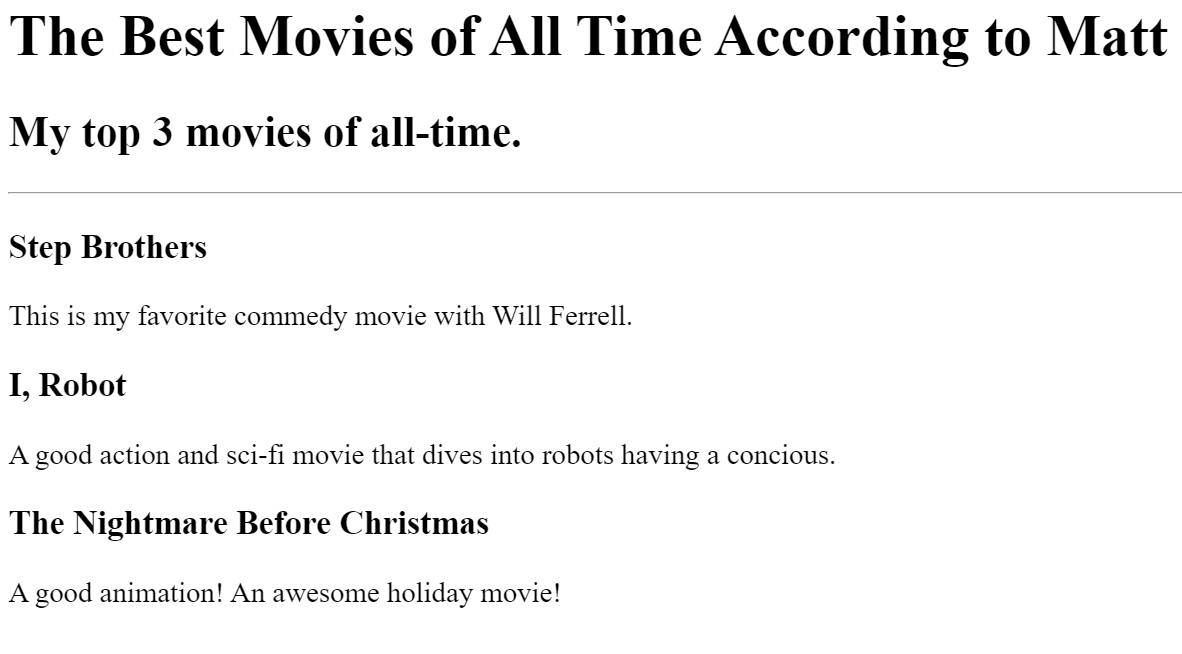 The Best Movies of All Time According to Matt
My top 3 movies of all-time.
Step Brothers
This is my favorite commedy movie with Will Ferrell.
I, Robot
A good action and sci-fi movie that dives into robots having a concious.
The Nightmare Before Christmas
A good animation! An awesome holiday movie!